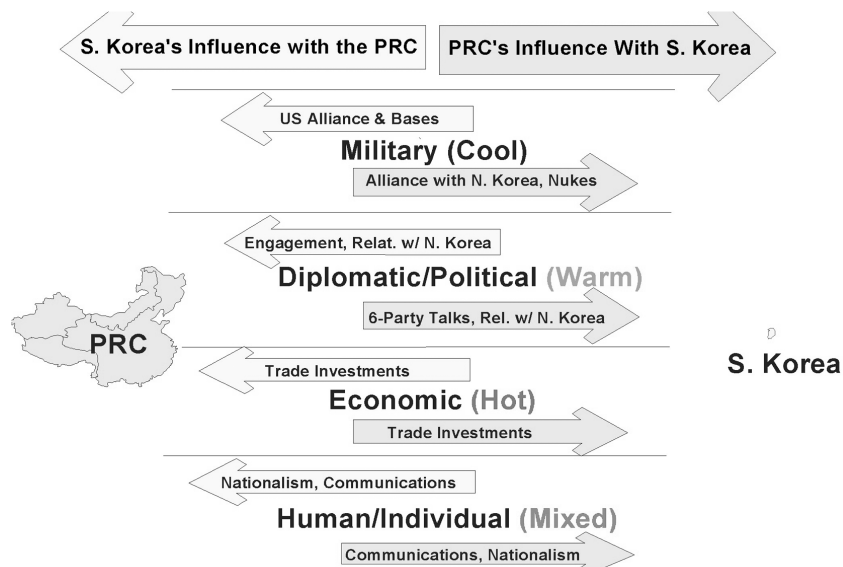 S. Korea's Influence with the PRC
PRC's Influence With S. Korea
US Alliance & Bases
Military (Cool)
Alliance with N. Korea, Nukes
Engagement, Relat. w/ N. Korea
Diplomatic/Political (Warm)
6-Party Talks, Rel. w/ N. Korea
PRC
S. Korea
Trade Investments
Economic (Hot)
Trade Investments
Nationalism, Communications
Human/Individual (Mixed)
Communications, Nationalism